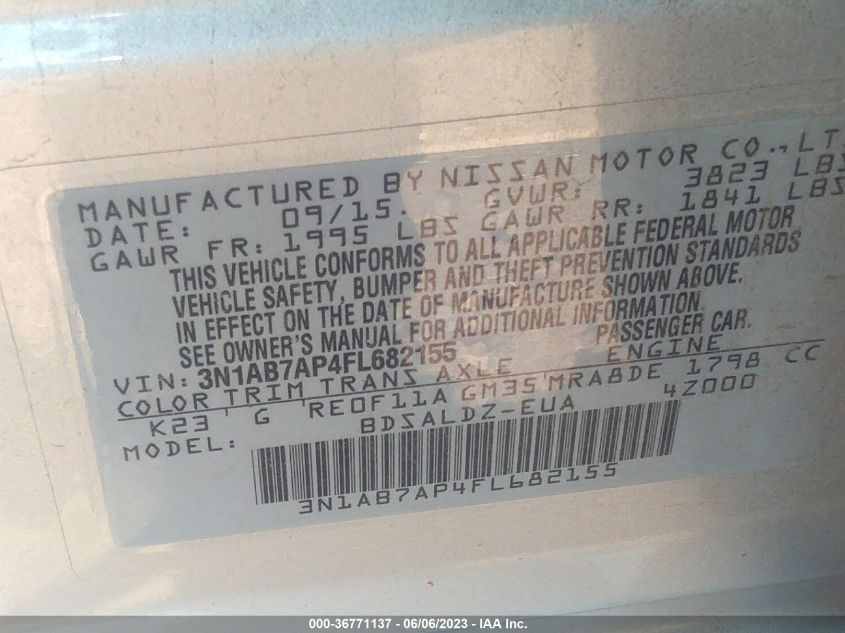 MANUFACTURED BY NISSAN MOTOR CO., LT
DATE: 09/15. GVWR: 3823 LBS
GAWR FR: 1995 LBS GAWR RR: 1841 LBS
THIS VEHICLE CONFORMS TO ALL APPLICABLE FEDERAL MOTOR
VEHICLE SAFETY, BUMPER AND THEFT PREVENTION STANDARDS
IN EFFECT ON THE DATE OF MANUFACTURE SHOWN ABOVE.
SEE OWNER'S MANUAL FOR ADDITIONAL INFORMATION.
VIN: 3N1AB7AP4FL682155 PASSENGER CAR.
COLOR TRIM TRANS AXLE ENGINE
K23 G RE0F11A GM35 MRA8DE 1798 CC
MODEL: BDSALDZ-EUA 4Z000
3N1AB7AP4FL682155
000-36771137 - 06/06/2023 - IAA Inc.